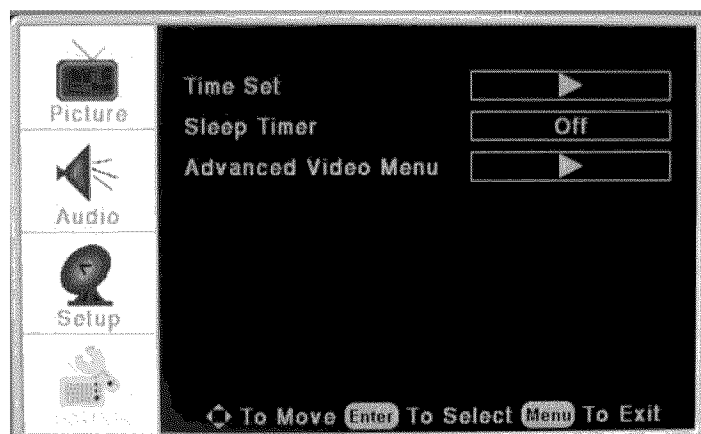 Picture
Audio
Setup
Time Set
Sleep Timer Off
Advanced Video Menu
To Move Enter To Select Menu To Exit